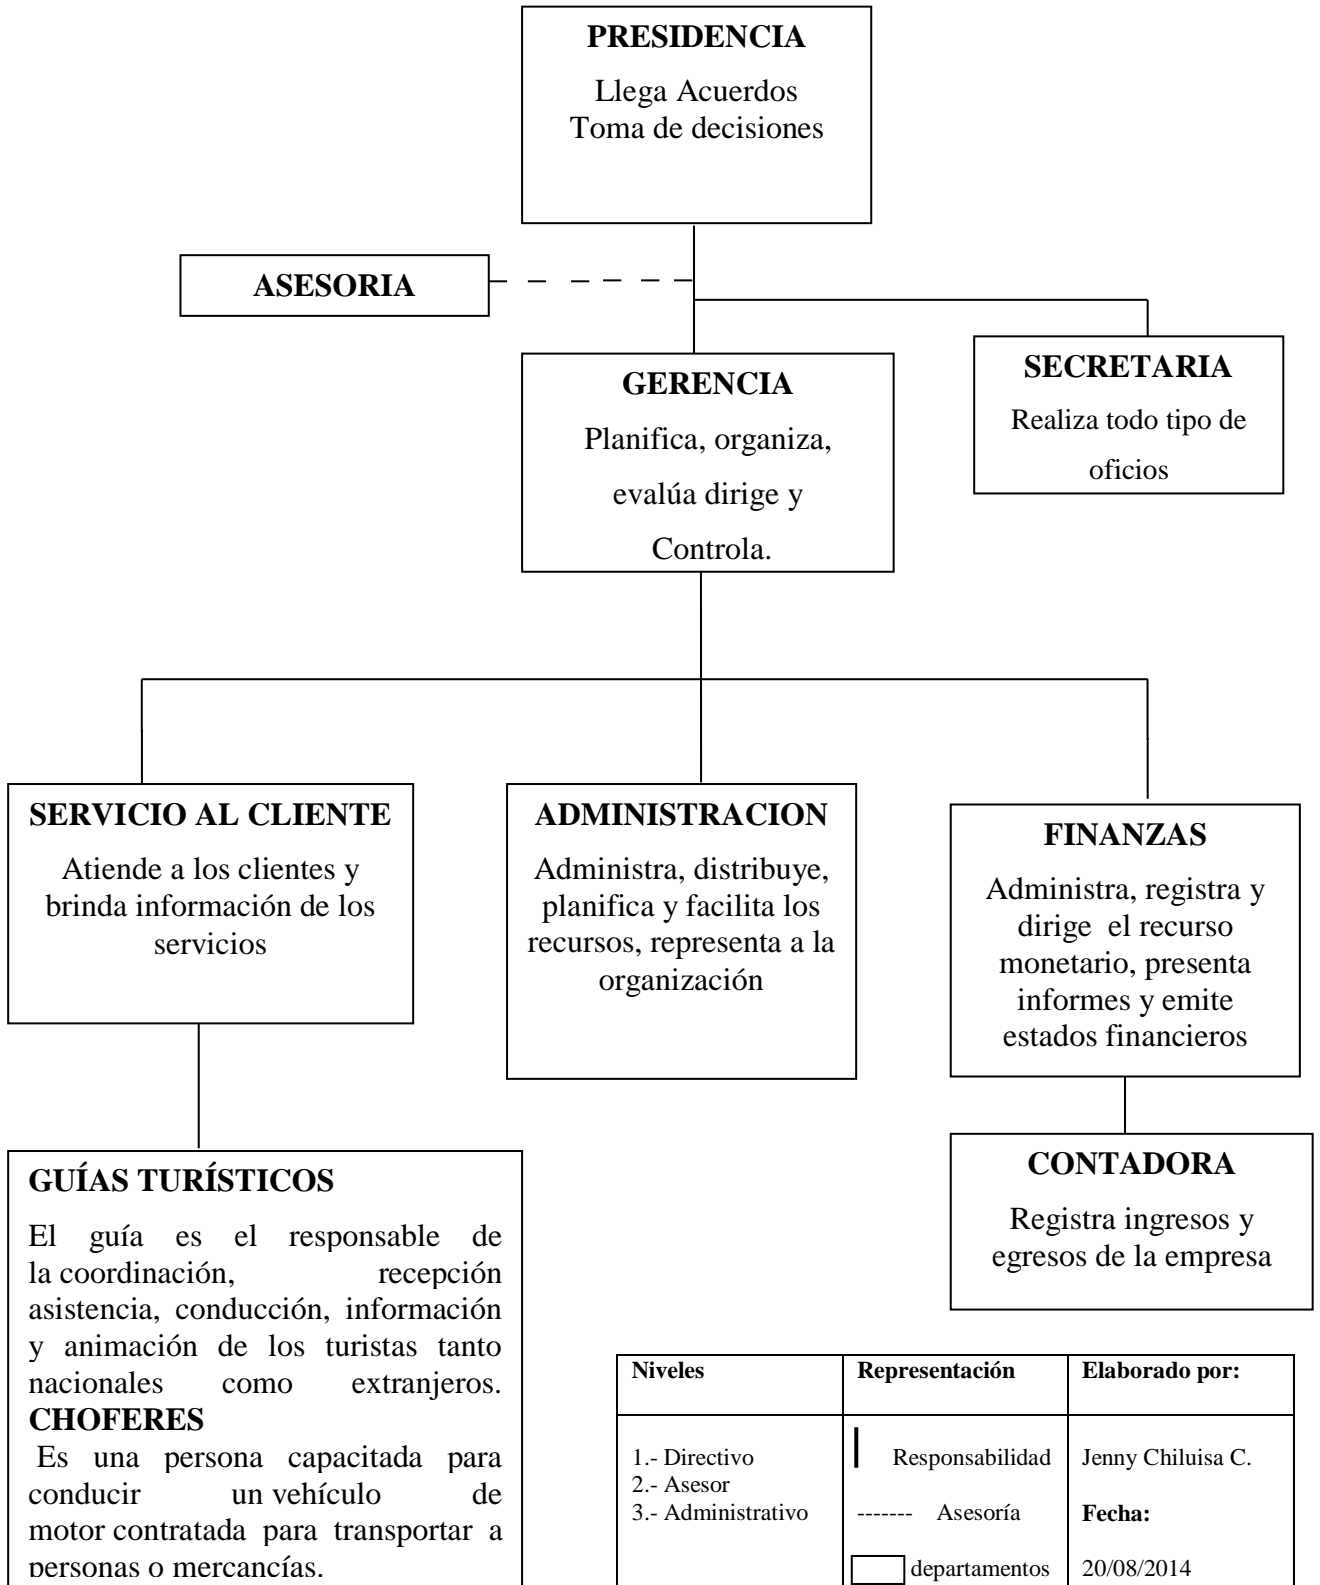 PRESIDENCIA
Llega Acuerdos
Toma de decisiones
ASESORIA
SECRETARIA
Realiza todo tipo de
oficios
GERENCIA
Planifica, organiza,
evalúa dirige y
Controla.
SERVICIO AL CLIENTE
Atiende a los clientes y
brinda información de los
servicios
ADMINISTRACION
Administra, distribuye,
planifica y facilita los
recursos, representa a la
organización
FINANZAS
Administra, registra y
dirige el recurso
monetario, presenta
informes y emite
estados financieros
GUÍAS TURÍSTICOS
El guía es el responsable de
la coordinación, recepción
asistencia, conducción, información
y animación de los turistas tanto
nacionales como extranjeros.
CHOFERES
Es una persona capacitada para
conducir un vehículo de
motor contratada para transportar a
personas o mercancías.
CONTADORA
Registra ingresos y
egresos de la empresa
Niveles
1.- Directivo
2.- Asesor
3.- Administrativo
Representación
Responsabilidad
------- Asesoría
departamentos
Elaborado por:
Jenny Chiluisa C.
Fecha:
20/08/2014